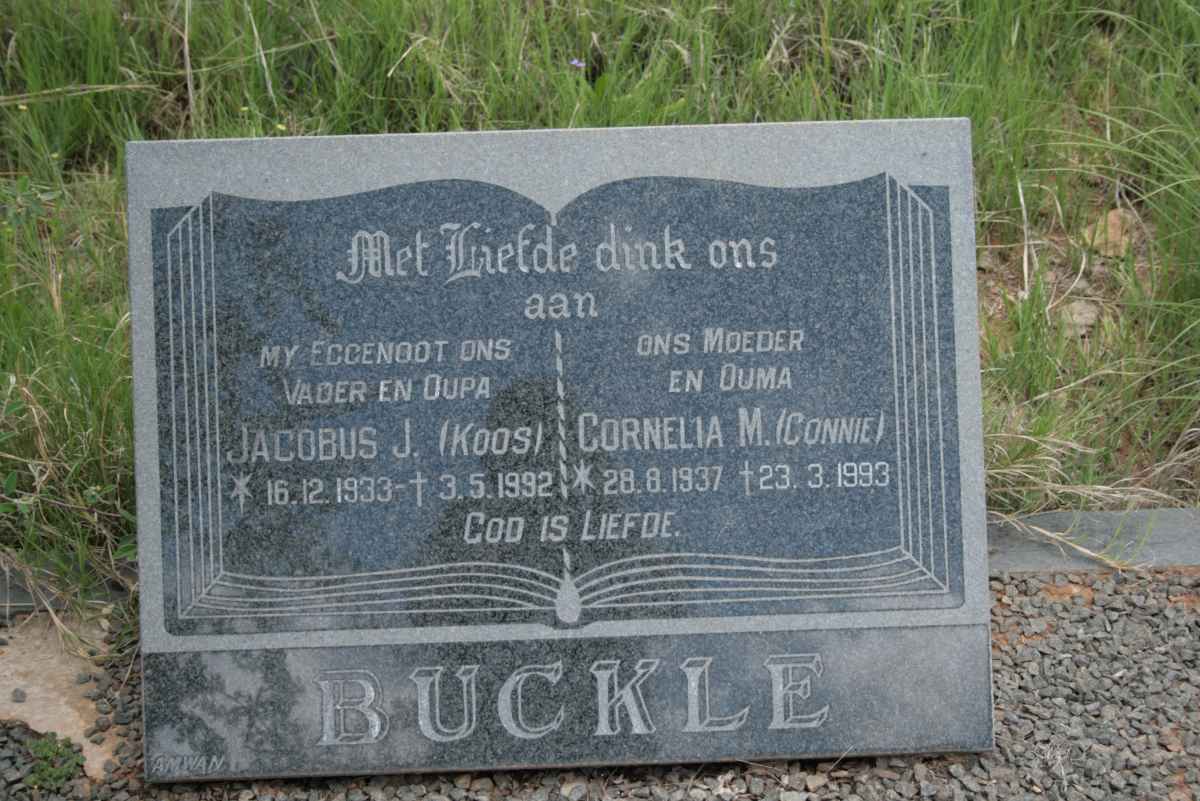 Met Liefde dink ons
aan
MY EGGENOOT ONS
VADER EN OUPA
JACOBUS J. (KOOS)
* 16.12.1933 - † 3.5.1992
ONS MOEDER
EN OUMA
CORNELIA M. (CONNIE)
* 28.8.1937 † 23.3.1993
GOD IS LIEFDE.
BUCKLE
AMWAN